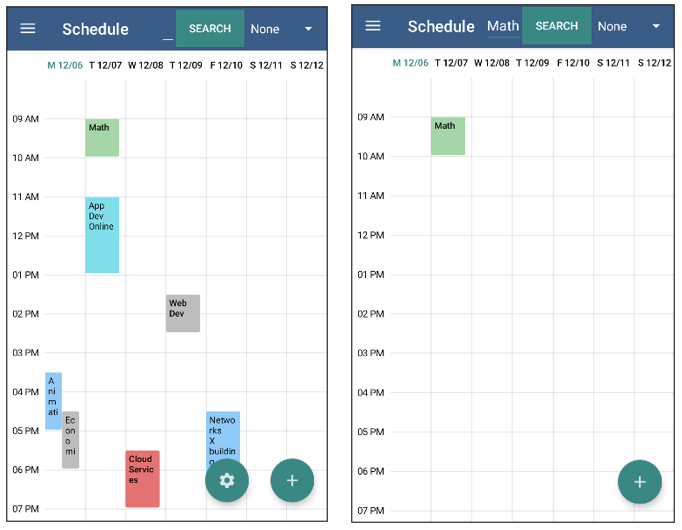 Schedule
SEARCH
None
M 12/06 T 12/07 W 12/08 T 12/09 F 12/10 S 12/11 S 12/12
09 AM
Math
10 AM
11 AM
App
Dev
Online
12 PM
01 PM
Web
Dev
02 PM
03 PM
A
ni
m
ati
04 PM
Ec
o
no
o
mi
Netwo
rks
X
buildin
05 PM
Cloud
Servic
es
06 PM
+
07 PM
Schedule
Math
SEARCH
None
M 12/06 T 12/07 W 12/08 T 12/09 F 12/10 S 12/11 S 12/12
09 AM
Math
10 AM
11 AM
12 PM
01 PM
02 PM
03 PM
04 PM
05 PM
06 PM
+
07 PM